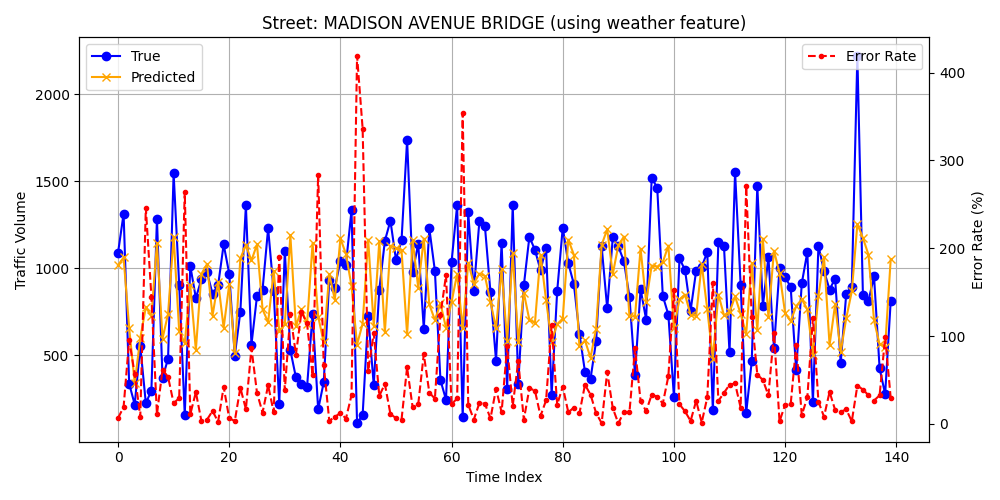 Street: MADISON AVENUE BRIDGE (using weather feature)
True
Predicted
Error Rate
Traffic Volume
2000
1500
1000
500
Error Rate (%)
400
300
200
100
0
0 20 40 60 80 100 120 140
Time Index